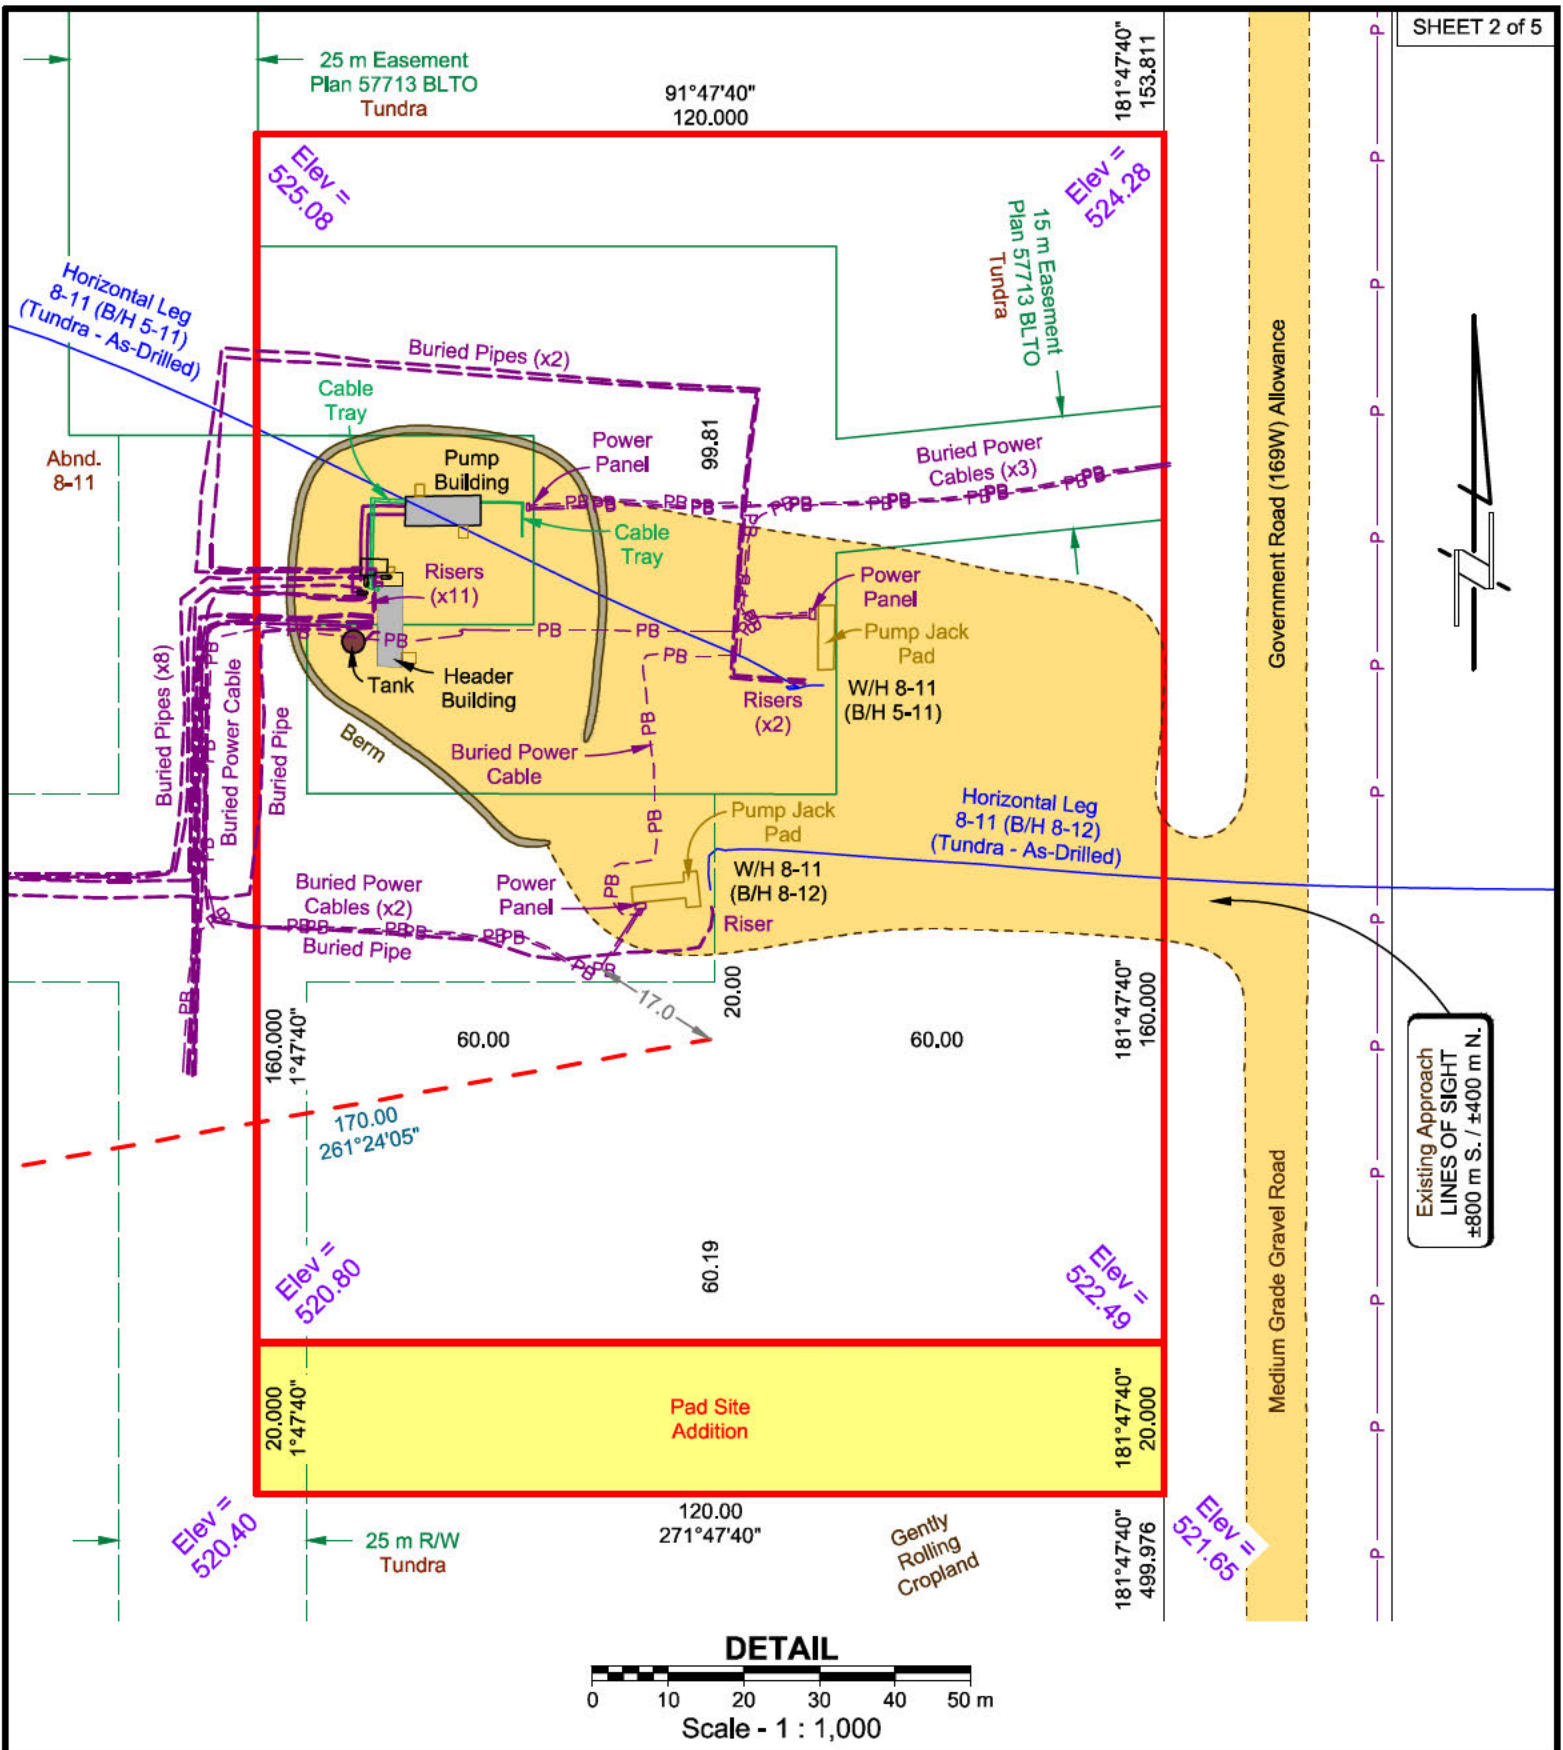 SHEET 2 of 5
25 m Easement
Plan 57713 BLTO
Tundra
91°47'40"
120.000
181°47'40"
153.811
Elev =
525.08
Elev =
524.28
15 m Easement
Plan 57713 BLTO
Tundra
Horizontal Leg
8-11 (B/H 5-11)
(Tundra - As-Drilled)
Buried Pipes (x2)
Cable
Tray
Power
Panel
99.81
Buried Power
Cables (x3)
Government Road (169W) Allowance
Abnd.
8-11
Pump
Building
Cable
Tray
Risers
(x11)
Power
Panel
Pump Jack
Pad
Tank
Header
Building
W/H 8-11
(B/H 5-11)
Risers
(x2)
Berm
Buried Pipes (x8)
Buried Power Cable
Buried Pipe
Buried Power
Cable
Pump Jack
Pad
Horizontal Leg
8-11 (B/H 8-12)
(Tundra - As-Drilled)
W/H 8-11
(B/H 8-12)
Buried Power
Cables (x2)
Power
Panel
Riser
Buried Pipe
17.0
20.00
160.000
1°47'40"
60.00
60.00
181°47'40"
160.000
Existing Approach
LINES OF SIGHT
±800 m S. / ±400 m N.
170.00
261°24'05"
Medium Grade Gravel Road
Elev =
520.80
60.19
Elev =
522.49
20.000
1°47'40"
Pad Site
Addition
181°47'40"
20.000
Elev =
520.40
25 m R/W
Tundra
120.00
271°47'40"
Gently
Rolling
Cropland
181°47'40"
499.976
Elev =
521.65
DETAIL
0 10 20 30 40 50 m
Scale - 1 : 1,000